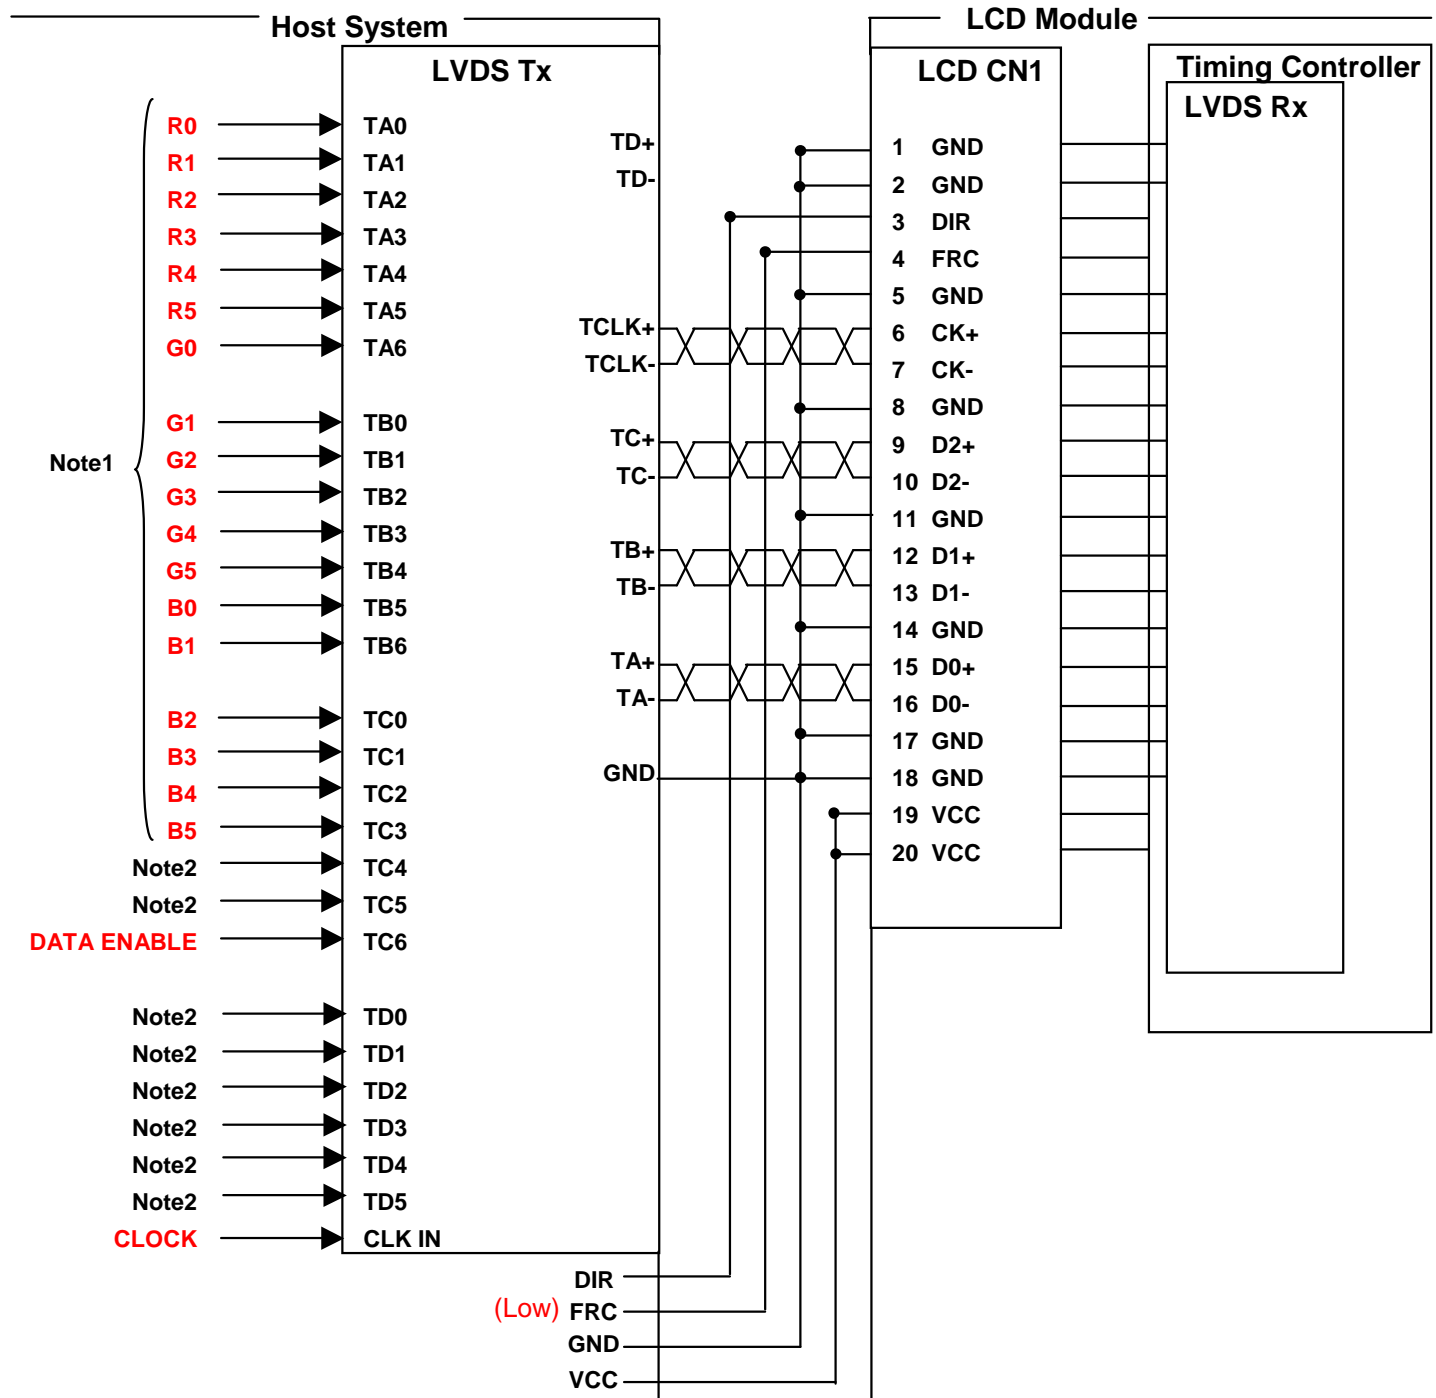 Host System
LCD Module
LVDS Tx
LCD CN1
Timing Controller
LVDS Rx
Note1
R0 TA0
R1 TA1
R2 TA2
R3 TA3
R4 TA4
R5 TA5
G0 TA6
G1 TB0
G2 TB1
G3 TB2
G4 TB3
G5 TB4
B0 TB5
B1 TB6
B2 TC0
B3 TC1
B4 TC2
B5 TC3
Note2 TC4
Note2 TC5
DATA ENABLE TC6
Note2 TD0
Note2 TD1
Note2 TD2
Note2 TD3
Note2 TD4
Note2 TD5
CLOCK CLK IN
TD+
TD-
TCLK+
TCLK-
TC+
TC-
TB+
TB-
TA+
TA-
GND
1 GND
2 GND
3 DIR
4 FRC
5 GND
6 CK+
7 CK-
8 GND
9 D2+
10 D2-
11 GND
12 D1+
13 D1-
14 GND
15 D0+
16 D0-
17 GND
18 GND
19 VCC
20 VCC
DIR
(Low) FRC
GND
VCC